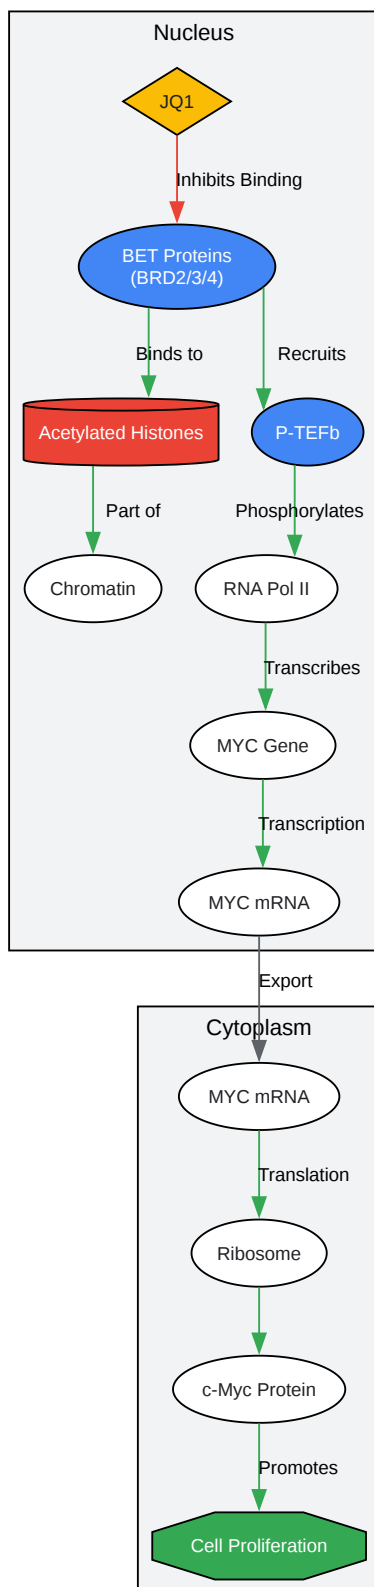 Nucleus
JQ1
Inhibits Binding
BET Proteins
(BRD2/3/4)
Binds to
Recruits
Acetylated Histones
P-TEFb
Part of
Phosphorylates
Chromatin
RNA Pol II
Transcribes
MYC Gene
Transcription
MYC mRNA
Export
Cytoplasm
MYC mRNA
Translation
Ribosome
c-Myc Protein
Promotes
Cell Proliferation